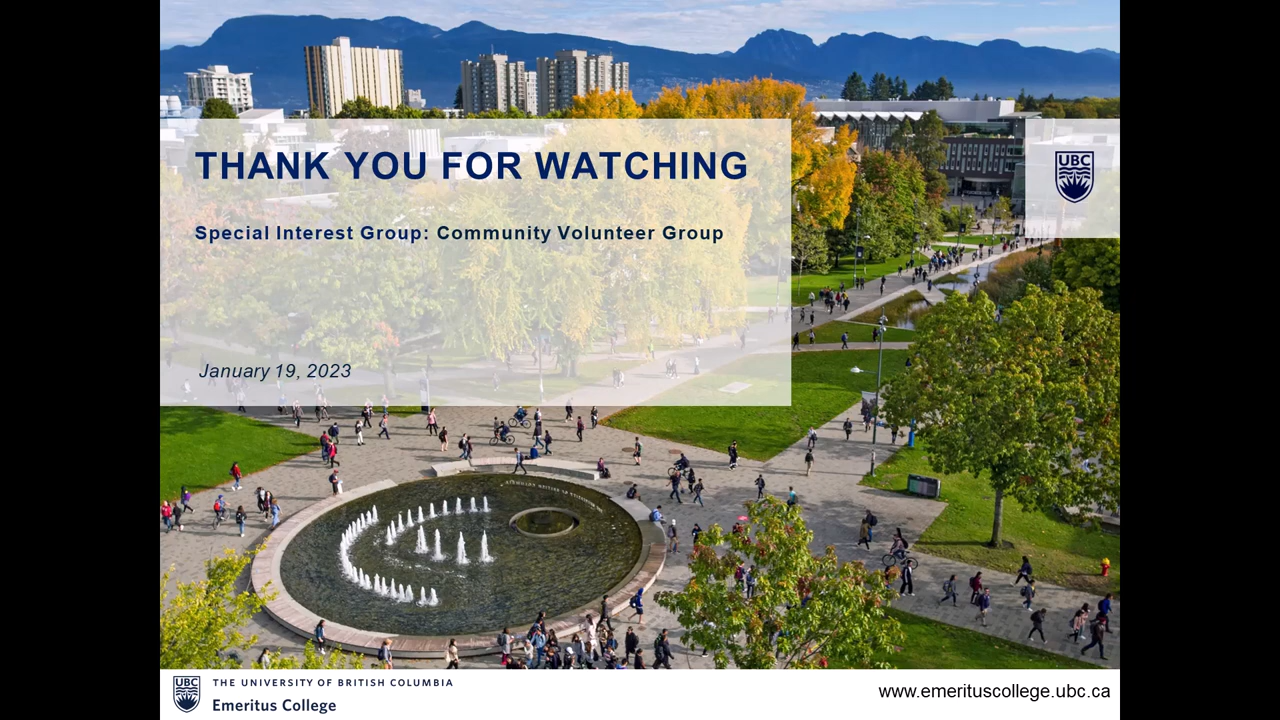 THANK YOU FOR WATCHING
UBC
Special Interest Group: Community Volunteer Group
January 19, 2023
UBC
THE UNIVERSITY OF BRITISH COLUMBIA
Emeritus College
www.emerituscollege.ubc.ca